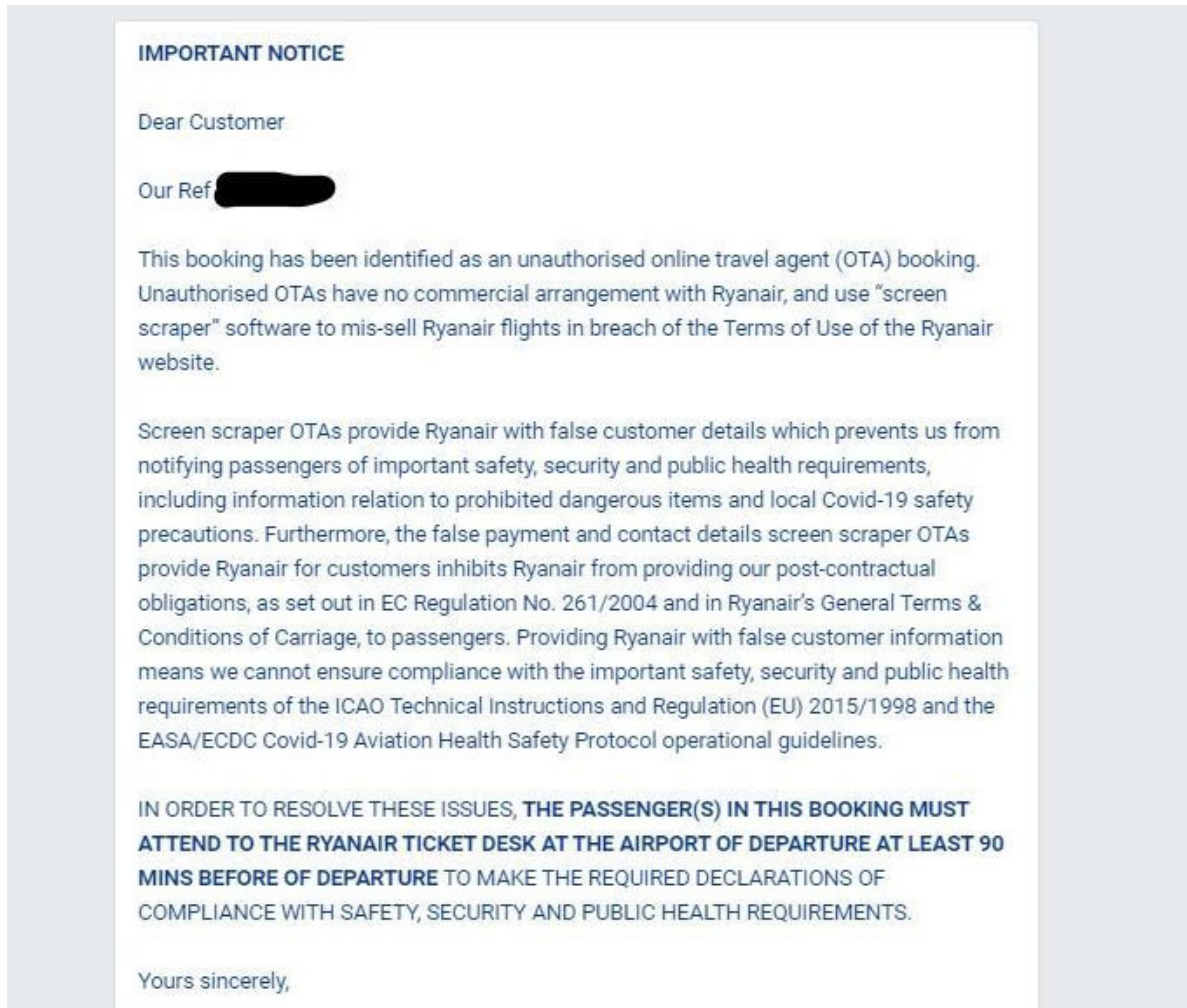 IMPORTANT NOTICE
Dear Customer
Our Ref
This booking has been identified as an unauthorised online travel agent (OTA) booking.
Unauthorised OTAs have no commercial arrangement with Ryanair, and use “screen
scraper” software to mis-sell Ryanair flights in breach of the Terms of Use of the Ryanair
website.
Screen scraper OTAs provide Ryanair with false customer details which prevents us from
notifying passengers of important safety, security and public health requirements,
including information relation to prohibited dangerous items and local Covid-19 safety
precautions. Furthermore, the false payment and contact details screen scraper OTAs
provide Ryanair for customers inhibits Ryanair from providing our post-contractual
obligations, as set out in EC Regulation No. 261/2004 and in Ryanair’s General Terms &
Conditions of Carriage, to passengers. Providing Ryanair with false customer information
means we cannot ensure compliance with the important safety, security and public health
requirements of the ICAO Technical Instructions and Regulation (EU) 2015/1998 and the
EASA/ECDC Covid-19 Aviation Health Safety Protocol operational guidelines.
IN ORDER TO RESOLVE THESE ISSUES, THE PASSENGER(S) IN THIS BOOKING MUST
ATTEND TO THE RYANAIR TICKET DESK AT THE AIRPORT OF DEPARTURE AT LEAST 90
MINS BEFORE OF DEPARTURE TO MAKE THE REQUIRED DECLARATIONS OF
COMPLIANCE WITH SAFETY, SECURITY AND PUBLIC HEALTH REQUIREMENTS.
Yours sincerely,